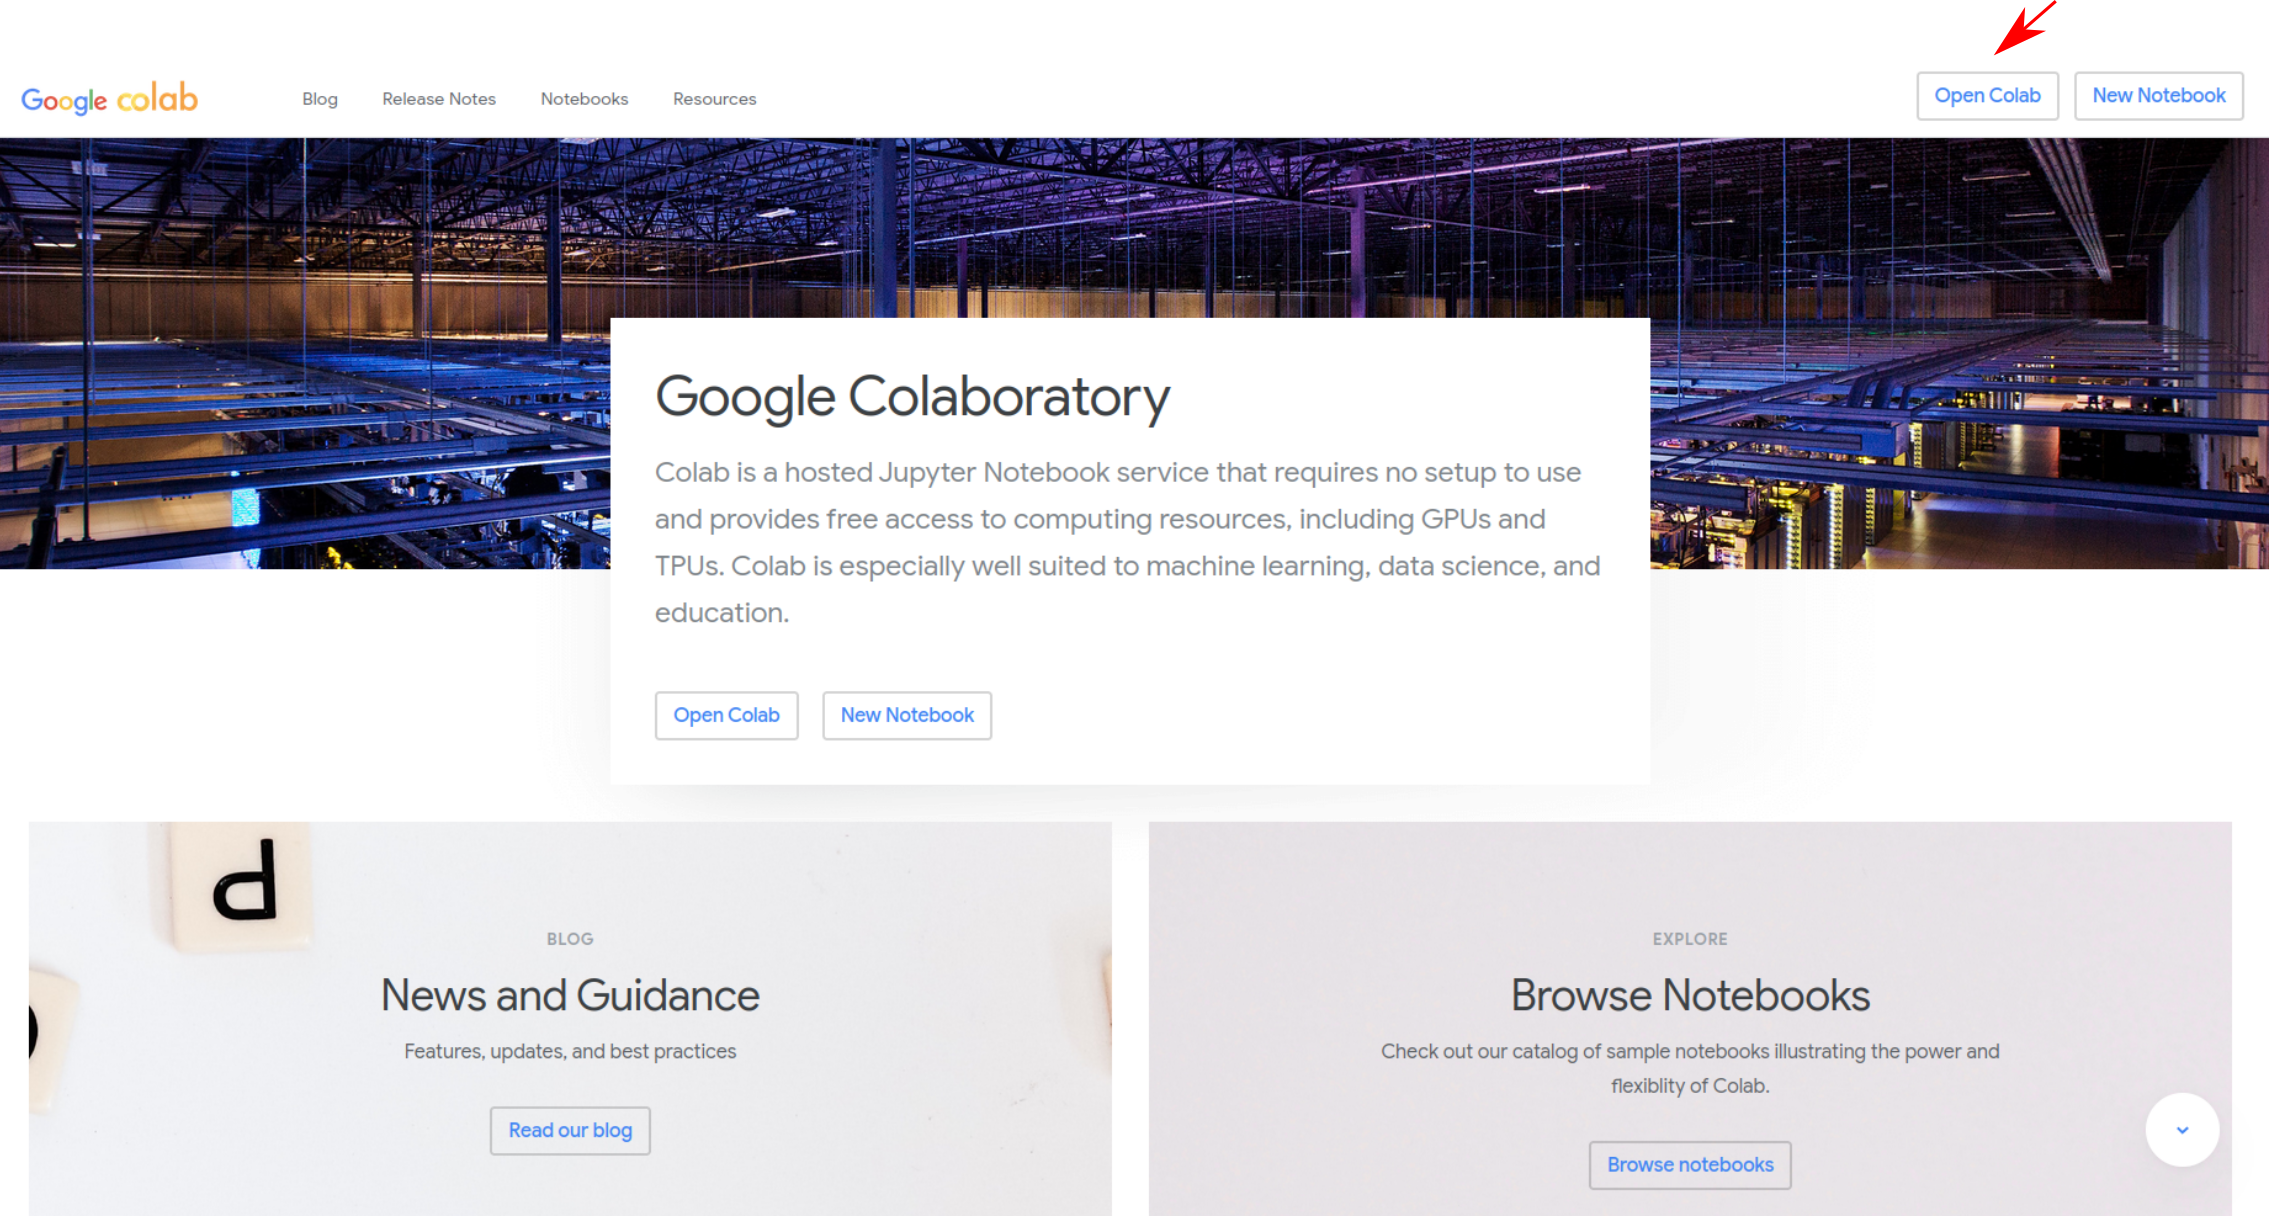 Google colab
Blog Release Notes Notebooks Resources
Open Colab New Notebook
Google Colaboratory
Colab is a hosted Jupyter Notebook service that requires no setup to use
and provides free access to computing resources, including GPUs and
TPUs. Colab is especially well suited to machine learning, data science, and
education.
Open Colab New Notebook
d
BLOG
News and Guidance
Features, updates, and best practices
Read our blog
EXPLORE
Browse Notebooks
Check out our catalog of sample notebooks illustrating the power and
flexiblity of Colab.
Browse notebooks